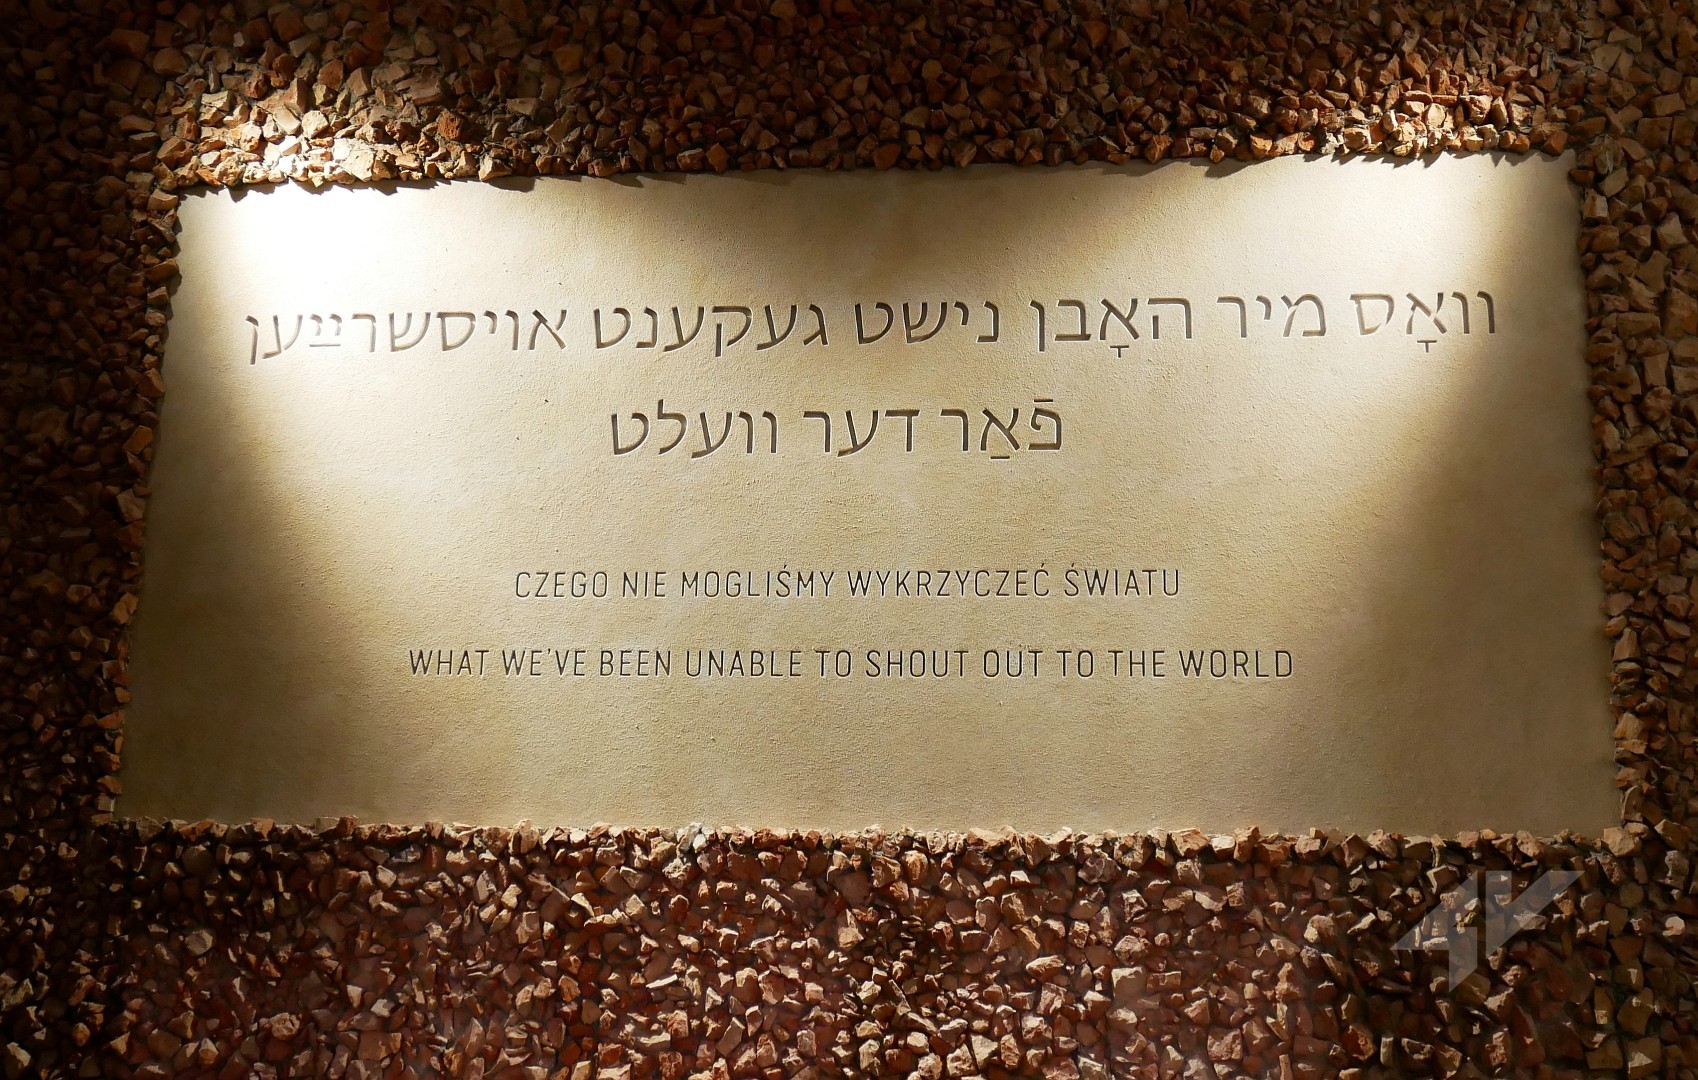 וואָס מיר האָבן נישט געקענט אויסשרײַען
פֿאַר דער וועלט
CZEGO NIE MOGLIŚMY WYKRZYCZEĆ ŚWIATU
WHAT WE'VE BEEN UNABLE TO SHOUT OUT TO THE WORLD